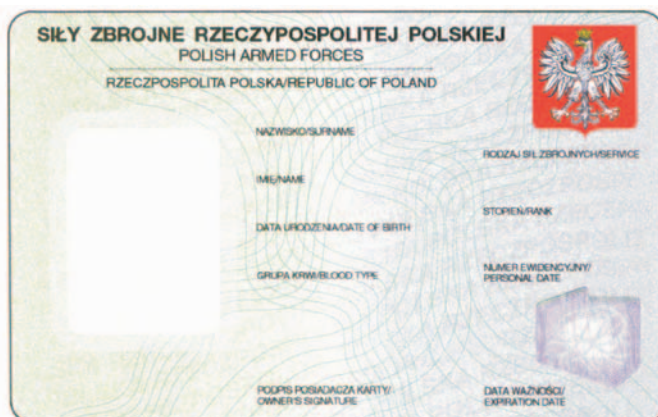 SIŁY ZBROJNE RZECZYPOSPOLITEJ POLSKIEJ
POLISH ARMED FORCES
RZECZPOSPOLITA POLSKA/REPUBLIC OF POLAND
NAZWISKO/SURNAME
IMIĘ/NAME
DATA URODZENIA/DATE OF BIRTH
GRUPA KRWI/BLOOD TYPE
PODPIS POSIADACZA KARTY/
OWNER'S SIGNATURE
RODZAJ SIŁ ZBROJNYCH/SERVICE
STOPIEŃ/RANK
NUMER EWIDENCYJNY/
PERSONAL DATE
DATA WAŻNOŚCI/
EXPIRATION DATE